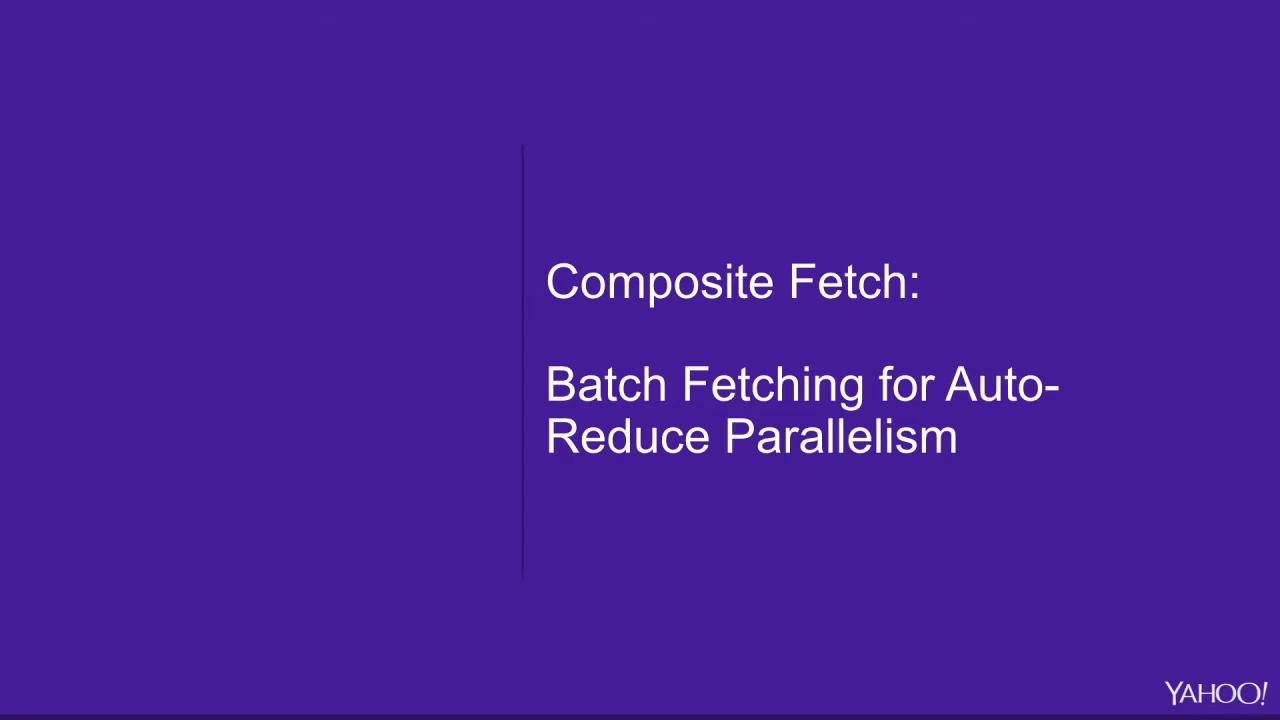 Composite Fetch:
Batch Fetching for Auto-
Reduce Parallelism
YAHOO!